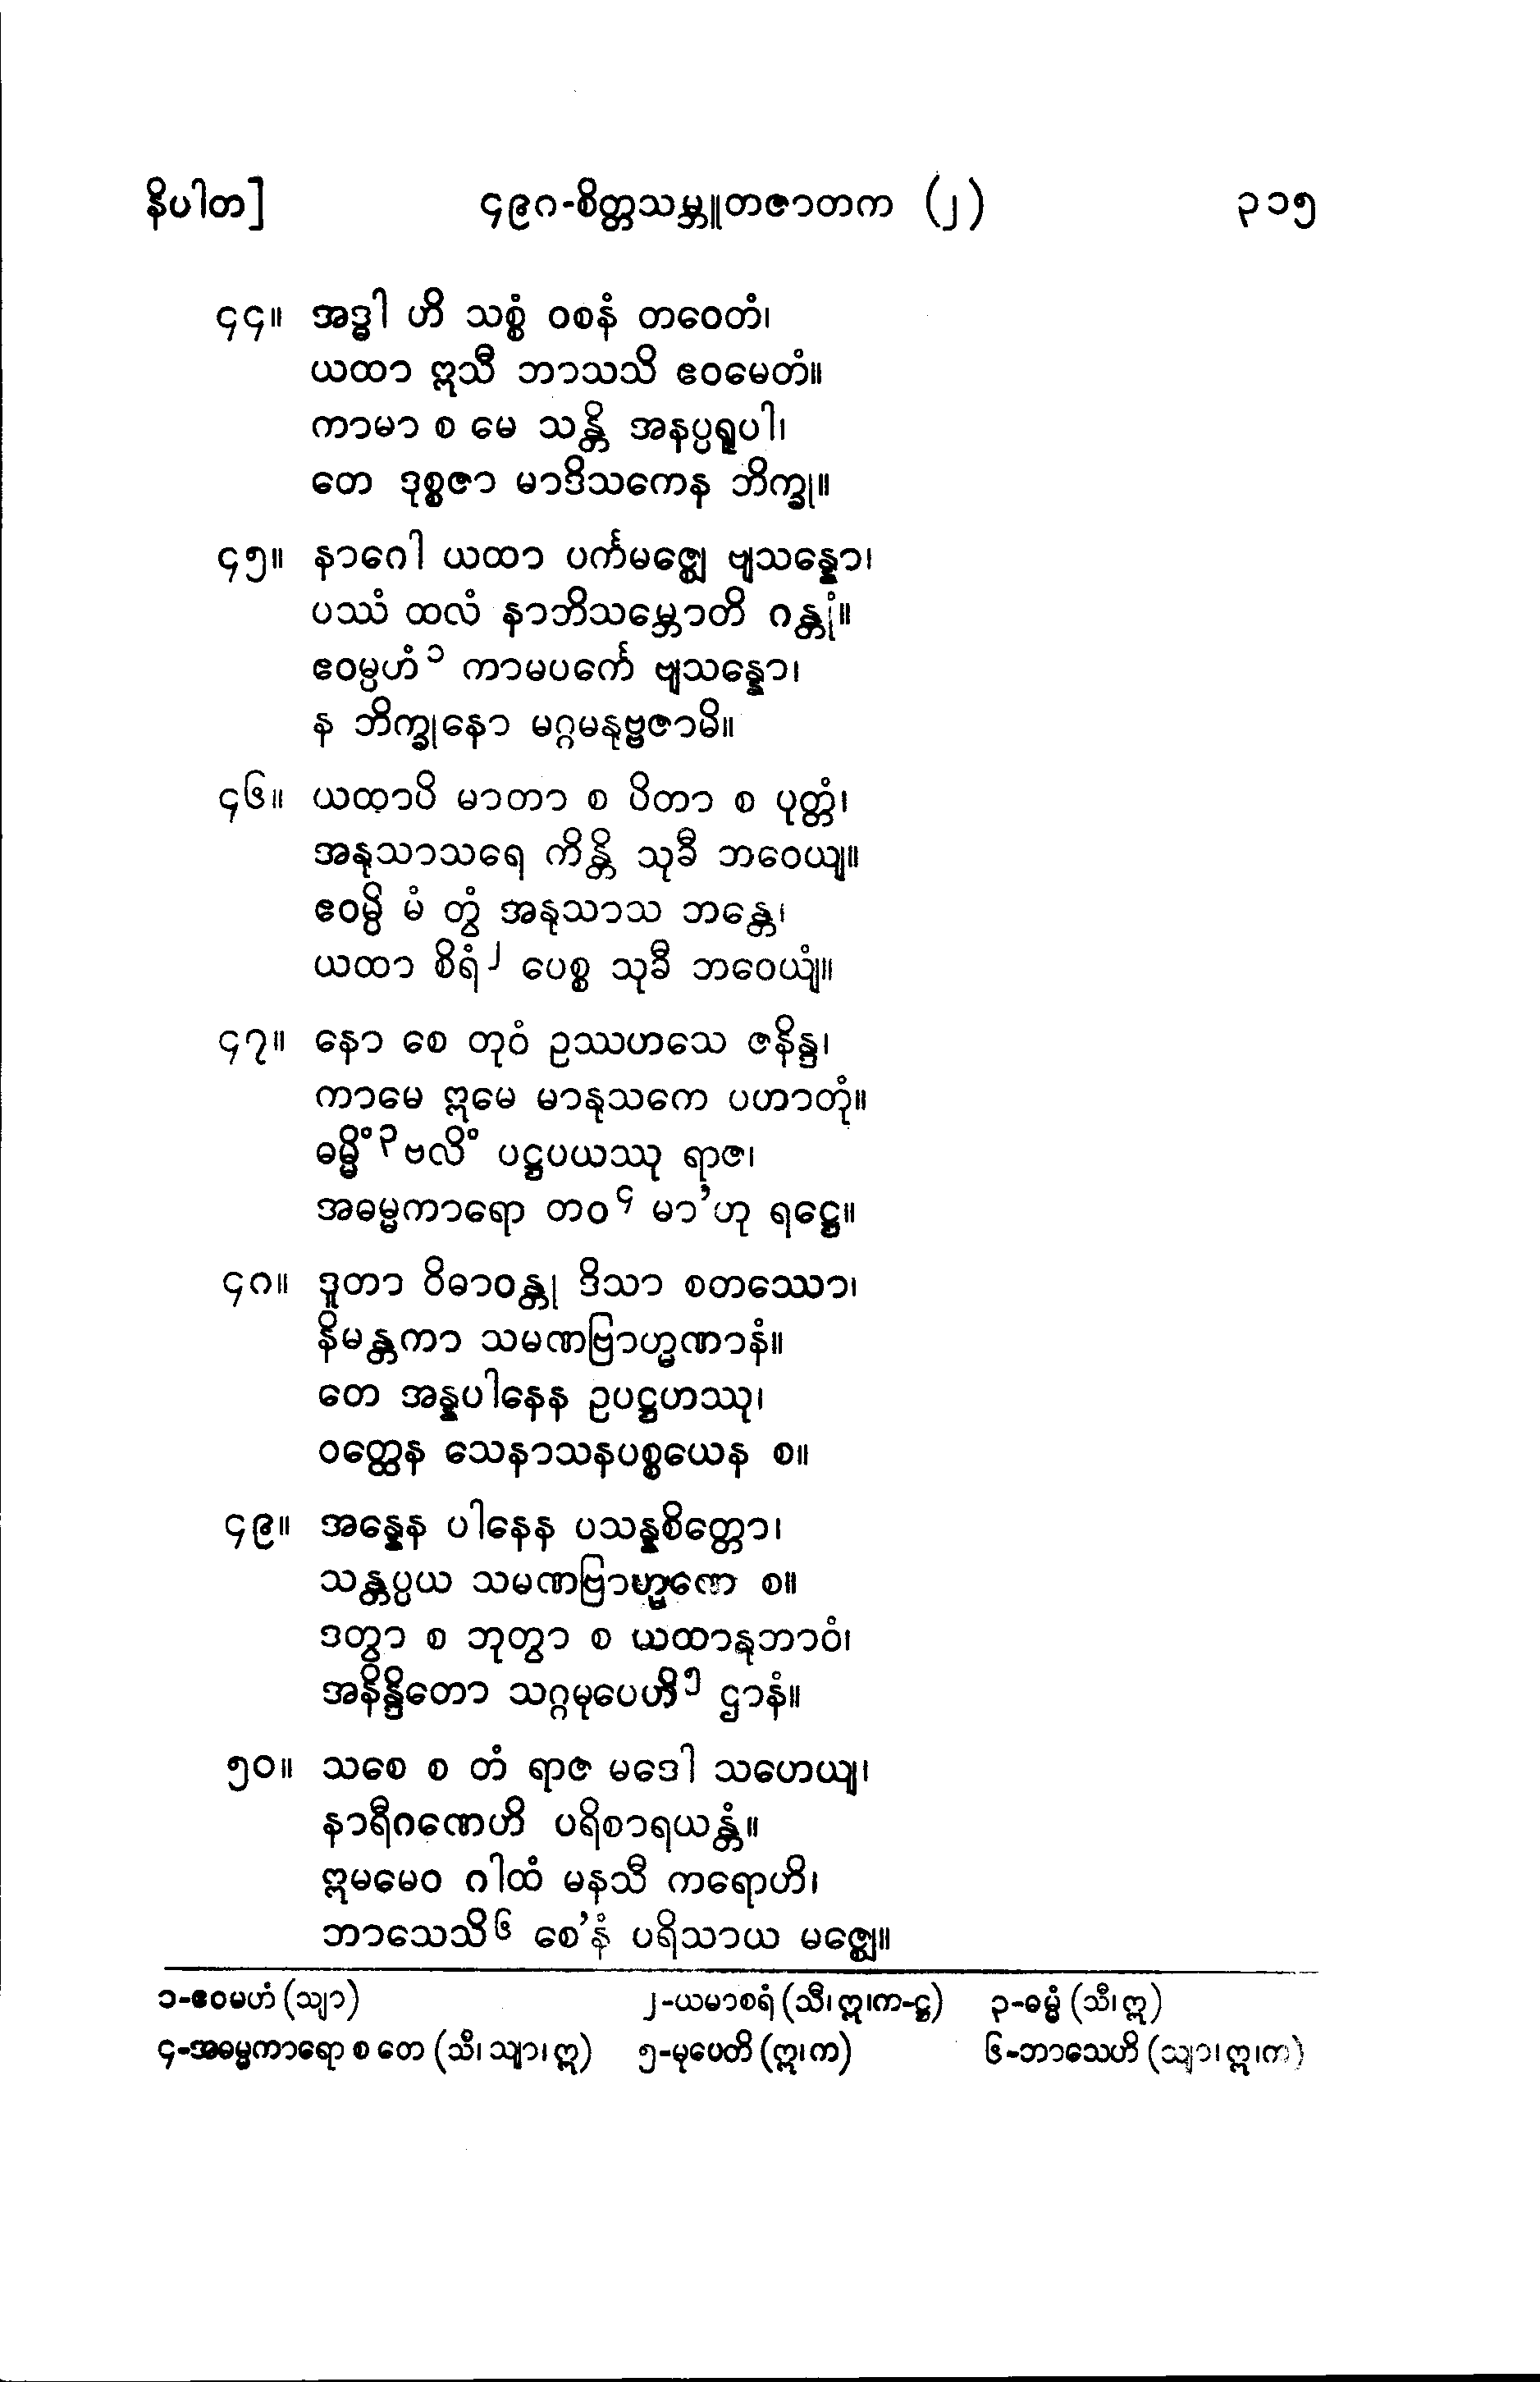 နိပါတ] ၄၉၈-စိတ္တသမ္ဘူတဇာတက (၂) ၃၁၅
၄၄။ အဒ္ဓါ ဟိ သစ္စံ ဝစနံ တဝေတံ၊
ယထာ ဣသီ ဘာသသိ ဧဝမေတံ။
ကာမာ စ မေ သန္တိ အနပ္ပရူပါ၊
တေ ဒုစ္စဇာ မာဒိသကေန ဘိက္ခု။
၄၅။ နာဂေါ ယထာ ပင်္ကမဇ္ဈေ ဗျသန္နော၊
ပဿံ ထလံ နာဘိသမ္ဘောတိ ဂန္တုံ။
ဧဝမ္ပဟံ၁ ကာမပင်္ကေ ဗျသန္နော၊
န ဘိက္ခုနော မဂ္ဂမနုဗ္ဗဇာမိ။
၄၆။ ယထာပိ မာတာ စ ပိတာ စ ပုတ္တံ၊
အနုသာသရေ ကိန္တိ သုခီ ဘဝေယျ။
ဧဝမ္ပိ မံ တွံ အနုသာသ ဘန္တေ၊
ယထာ စိရံ၂ ပေစ္စ သုခီ ဘဝေယျံ။
၄၇။ နော စေ တုဝံ ဥဿဟသေ ဇနိန္ဒ၊
ကာမေ ဣမေ မာနုသကေ ပဟာတုံ။
ဓမ္မိံ၃ ဗလိံ ပဋ္ဌပယဿု ရာဇ၊
အဓမ္မကာရော တဝ၄ မာ'ဟု ရဋ္ဌေ။
၄၈။ ဒူတာ ဝိဓာဝန္တု ဒိသာ စတဿော၊
နိမန္တကာ သမဏဗြာဟ္မဏာနံ။
တေ အန္နပါနေန ဥပဋ္ဌဟဿု၊
ဝတ္ထေန သေနာသနပစ္စယေန စ။
၄၉။ အန္နေန ပါနေန ပသန္နစိတ္တော၊
သန္တပ္ပယ သမဏဗြာဟ္မဏေ စ။
ဒတွာ စ ဘုတွာ စ ယထာနုဘာဝံ၊
အနိန္ဒိတော သဂ္ဂမုပေဟိ၅ ဌာနံ။
၅၀။ သစေ စ တံ ရာဇ မဒေါ သဟေယျ၊
နာရီဂဏေဟိ ပရိစာရယန္တံ။
ဣမမေဝ ဂါထံ မနသီ ကရောဟိ၊
ဘာသေသိ၆ စေ'နံ ပရိသာယ မဇ္ဈေ။
၁-ဧဝမဟံ (သျာ) ၂-ယမာစရံ (သီ၊ ဣ၊က-ဋ္ဌ) ၃-ဓမ္မံ (သီ၊ ဣ)
၄-အဓမ္မကာရော စ တေ (သီ၊ သျာ၊ ဣ) ၅-မုပေတိ (ဣ၊က) ၆-ဘာသေဟိ (သျာ၊ ဣ၊က)